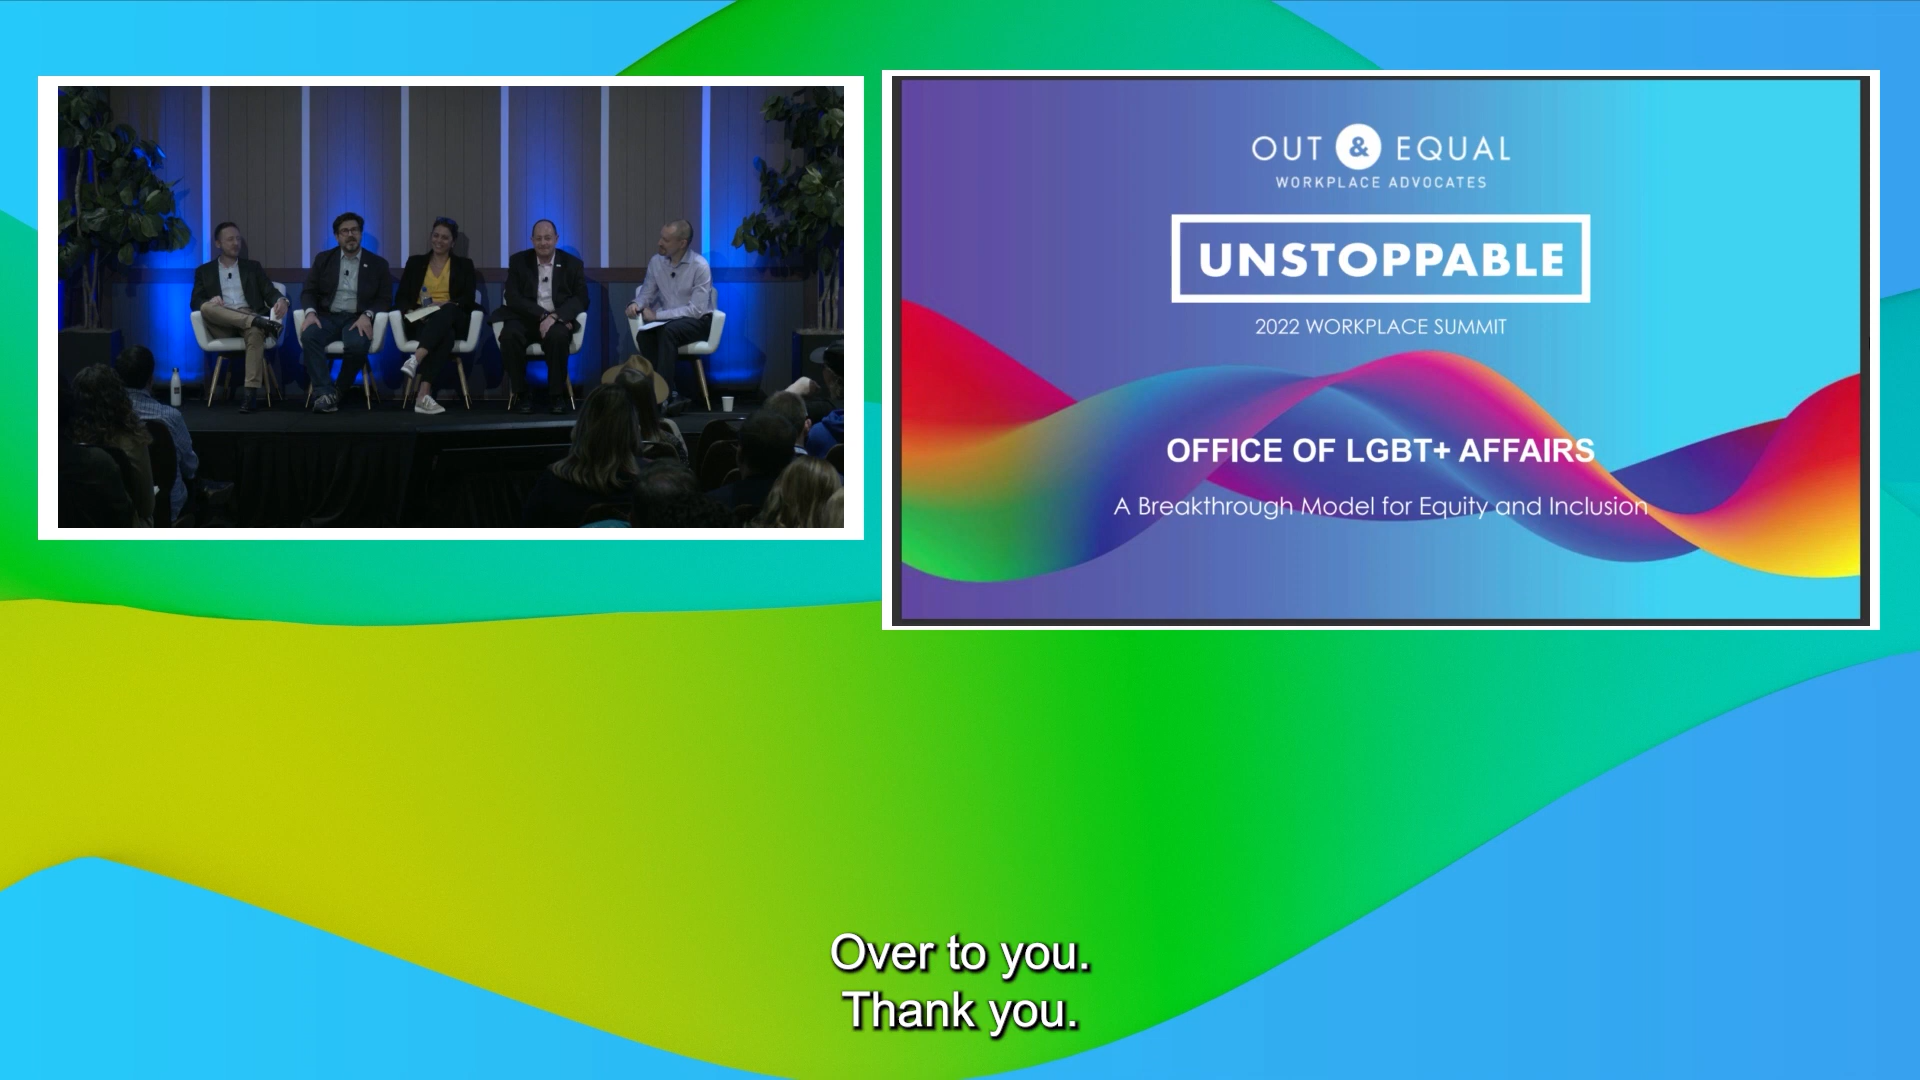 OUT & EQUAL
WORKPLACE ADVOCATES
UNSTOPPABLE
2022 WORKPLACE SUMMIT
OFFICE OF LGBT+ AFFAIRS
A Breakthrough Model for Equity and Inclusion
Over to you.
Thank you.